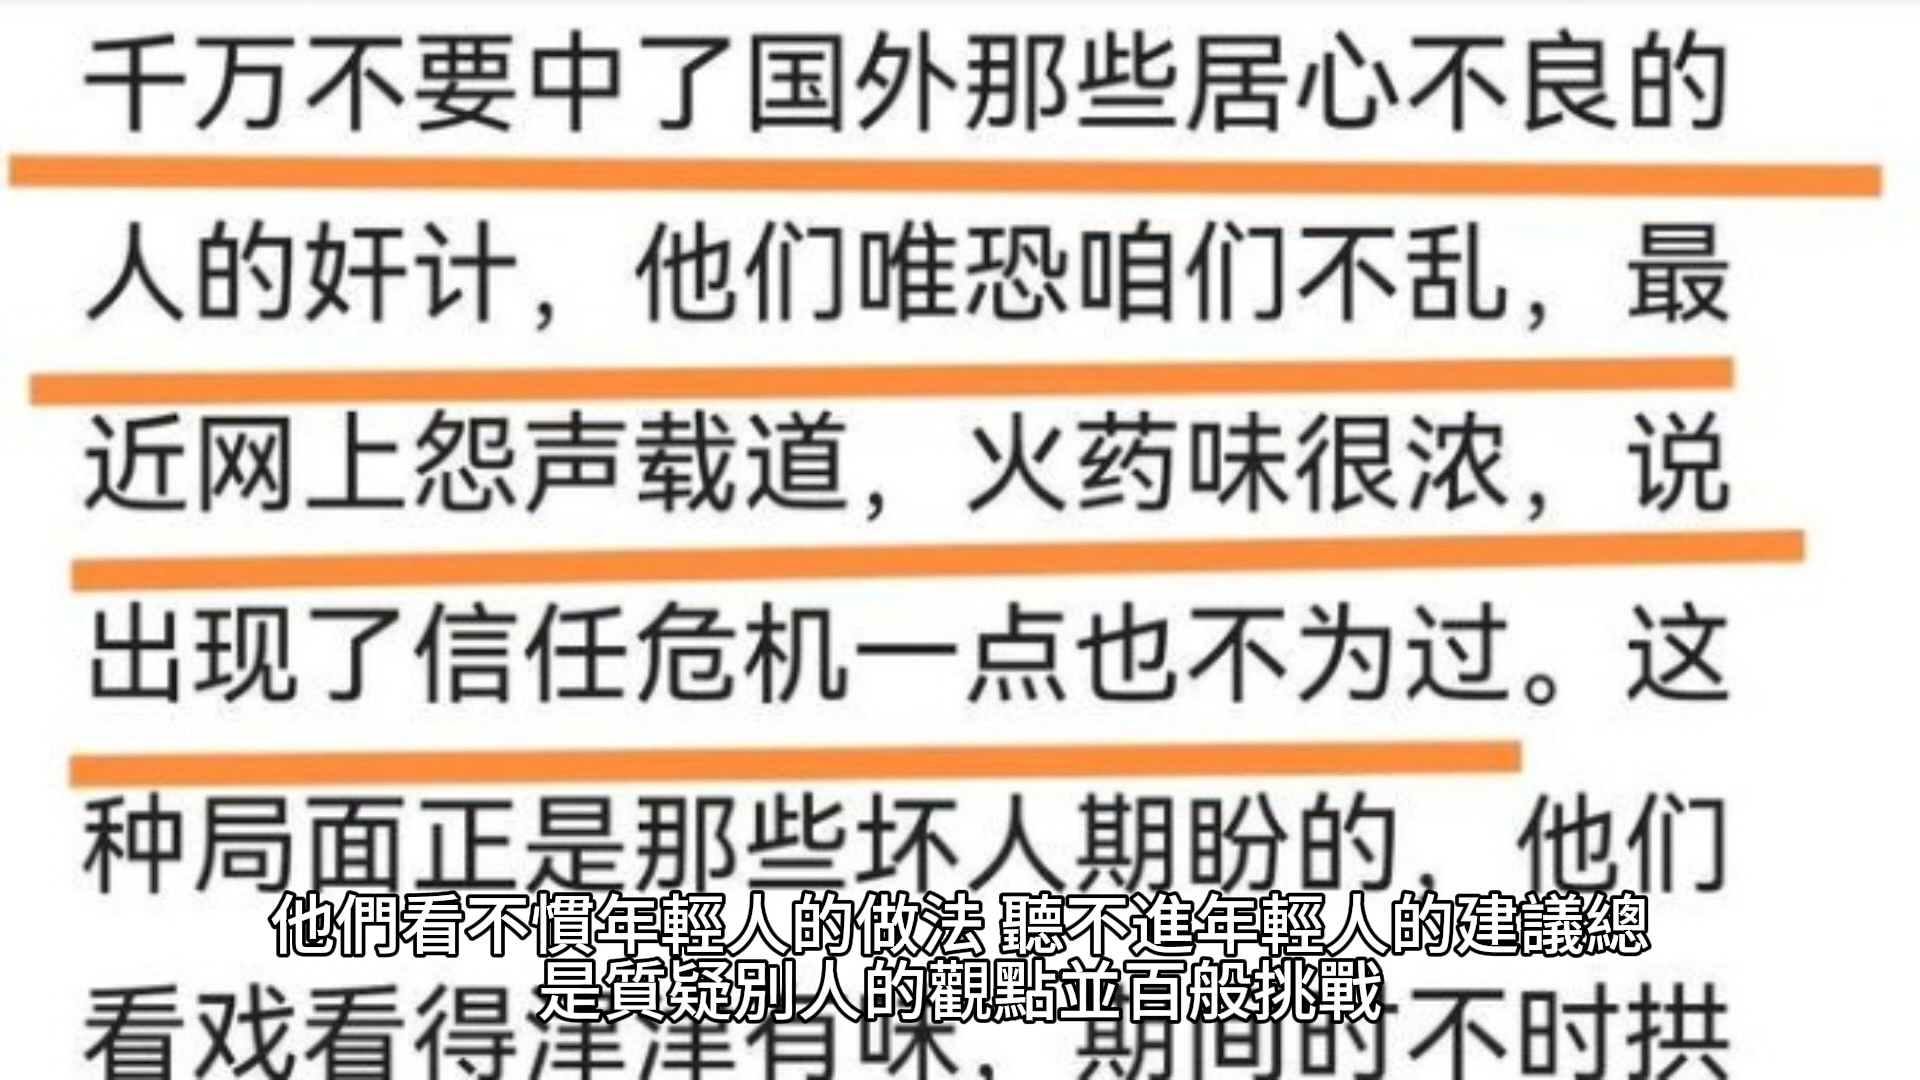 千万不要中了国外那些居心不良的
人的奸计，他们唯恐咱们不乱，最
近网上怨声载道，火药味很浓，说
出现了信任危机一点也不为过。这
种局面正是那些坏人期盼的，他们
他們看不慣年輕人的做法 聽不進年輕人的建議總
是質疑別人的觀點並百般挑戰
看戏看得津津有味，期间时不时拱